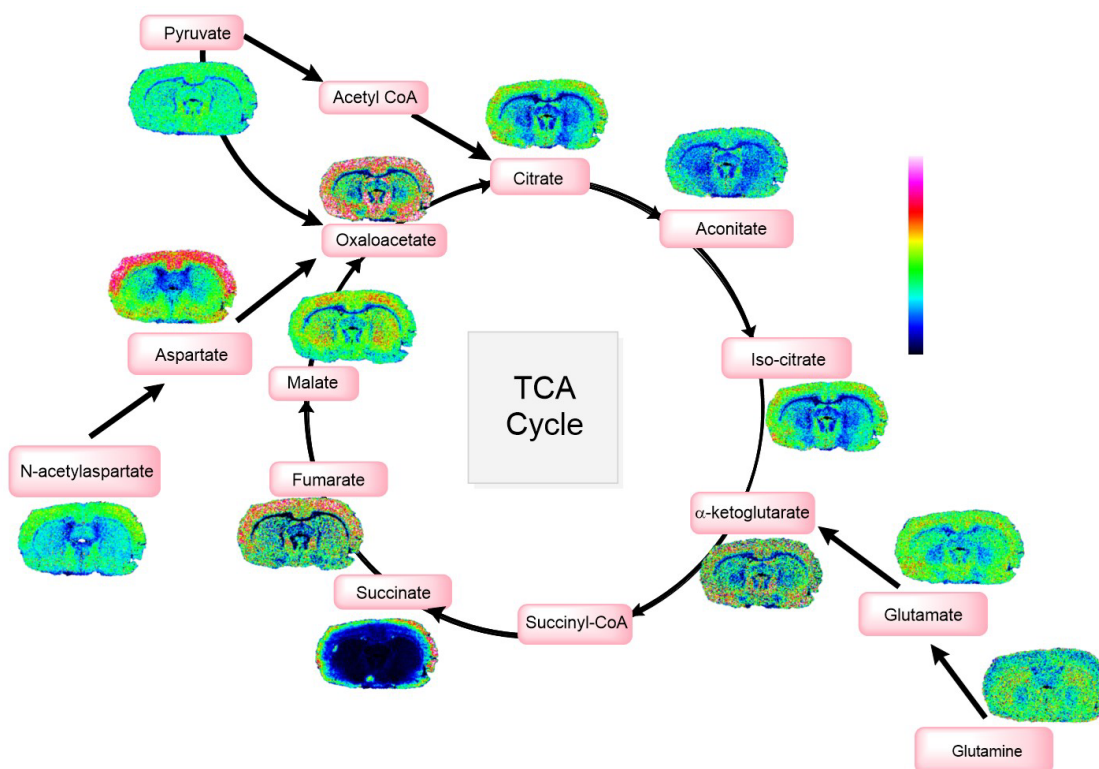 Pyruvate
Acetyl CoA
Citrate
Aconitate
Oxaloacetate
Aspartate
Iso-citrate
Malate
TCA
Cycle
N-acetylaspartate
Fumarate
α-ketoglutarate
Succinate
Succinyl-CoA
Glutamate
Glutamine